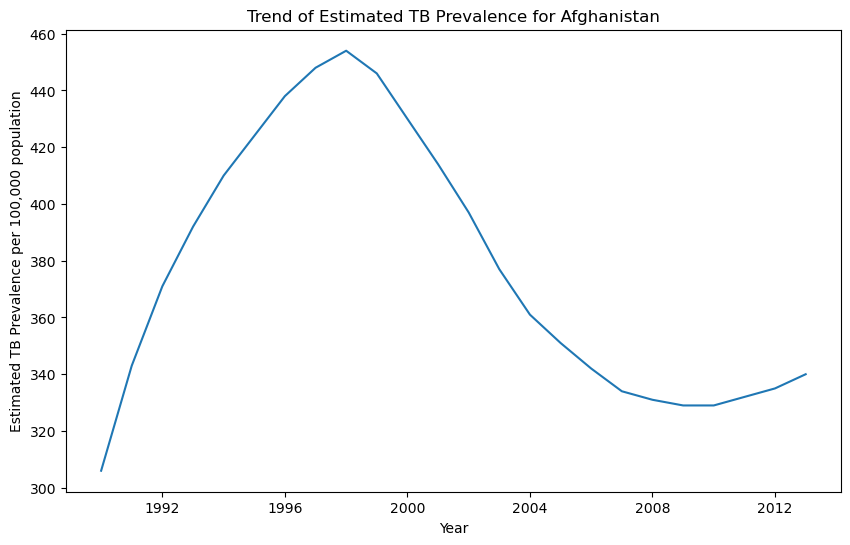 Trend of Estimated TB Prevalence for Afghanistan
Estimated TB Prevalence per 100,000 population
460
440
420
400
380
360
340
320
300
1992 1996 2000 2004 2008 2012
Year